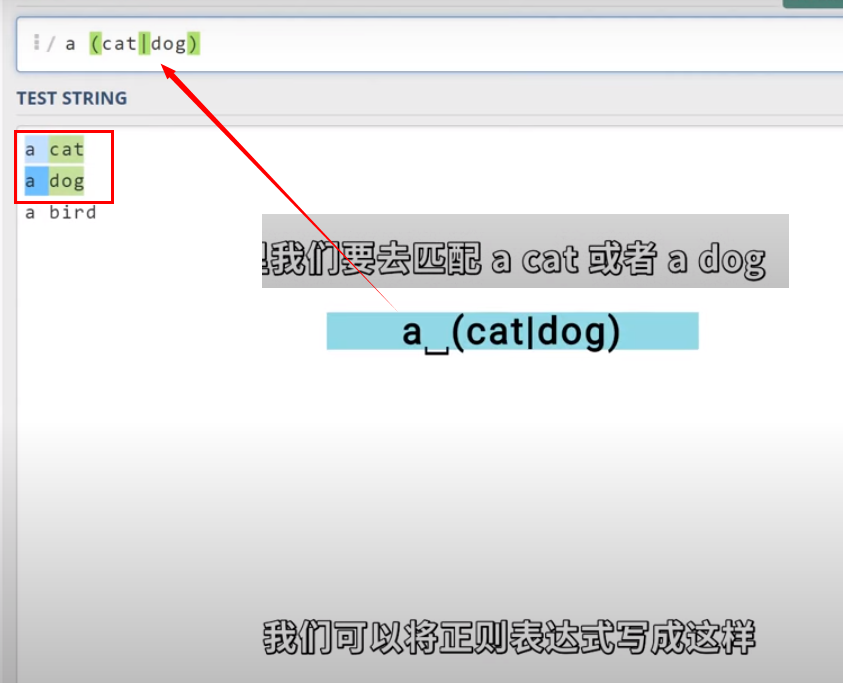 / a (cat|dog)
TEST STRING
a cat
a dog
a bird
我们要去匹配 a cat 或者 a dog
a␣(cat|dog)
我们可以将正则表达式写成这样